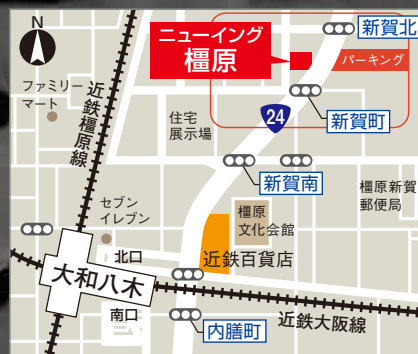 N
ニューイング
橿原
新賀北
パーキング
ファミリー
マート
近鉄橿原線
住宅
展示場
24
新賀町
新賀南
橿原新賀
郵便局
セブン
イレブン
橿原
文化会館
北口
近鉄百貨店
大和八木
南口
内膳町
近鉄大阪線